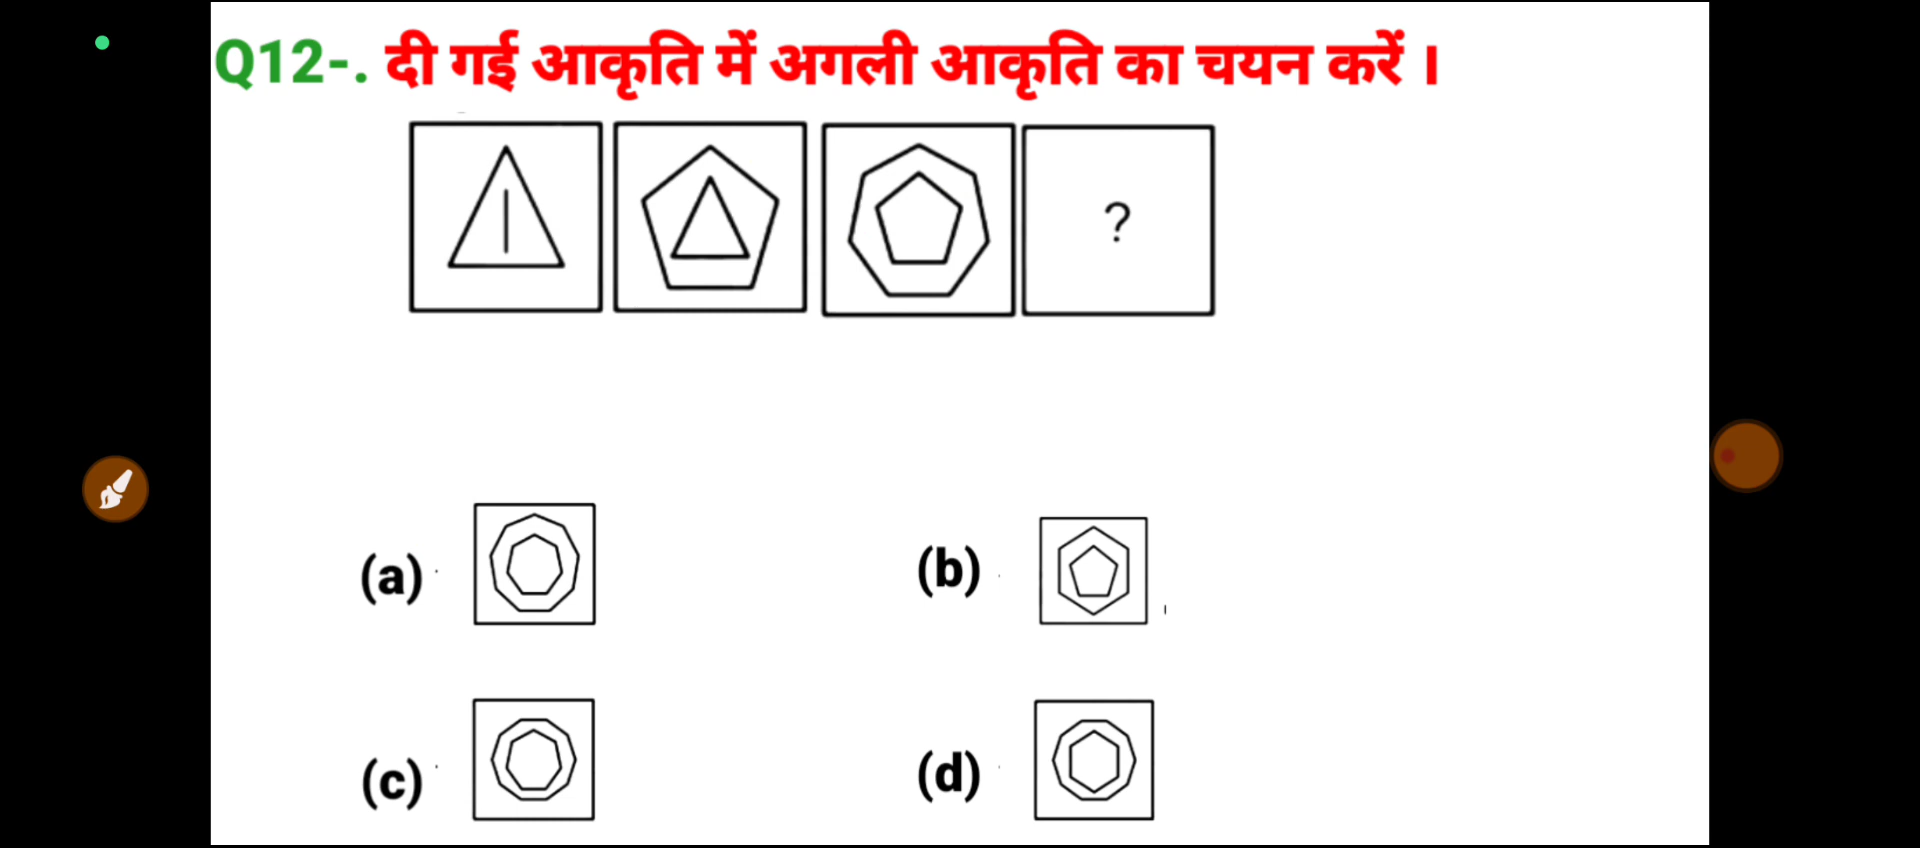 Q12-. दी गई आकृति में अगली आकृति का चयन करें ।
?
(a)
(b)
(c)
(d)